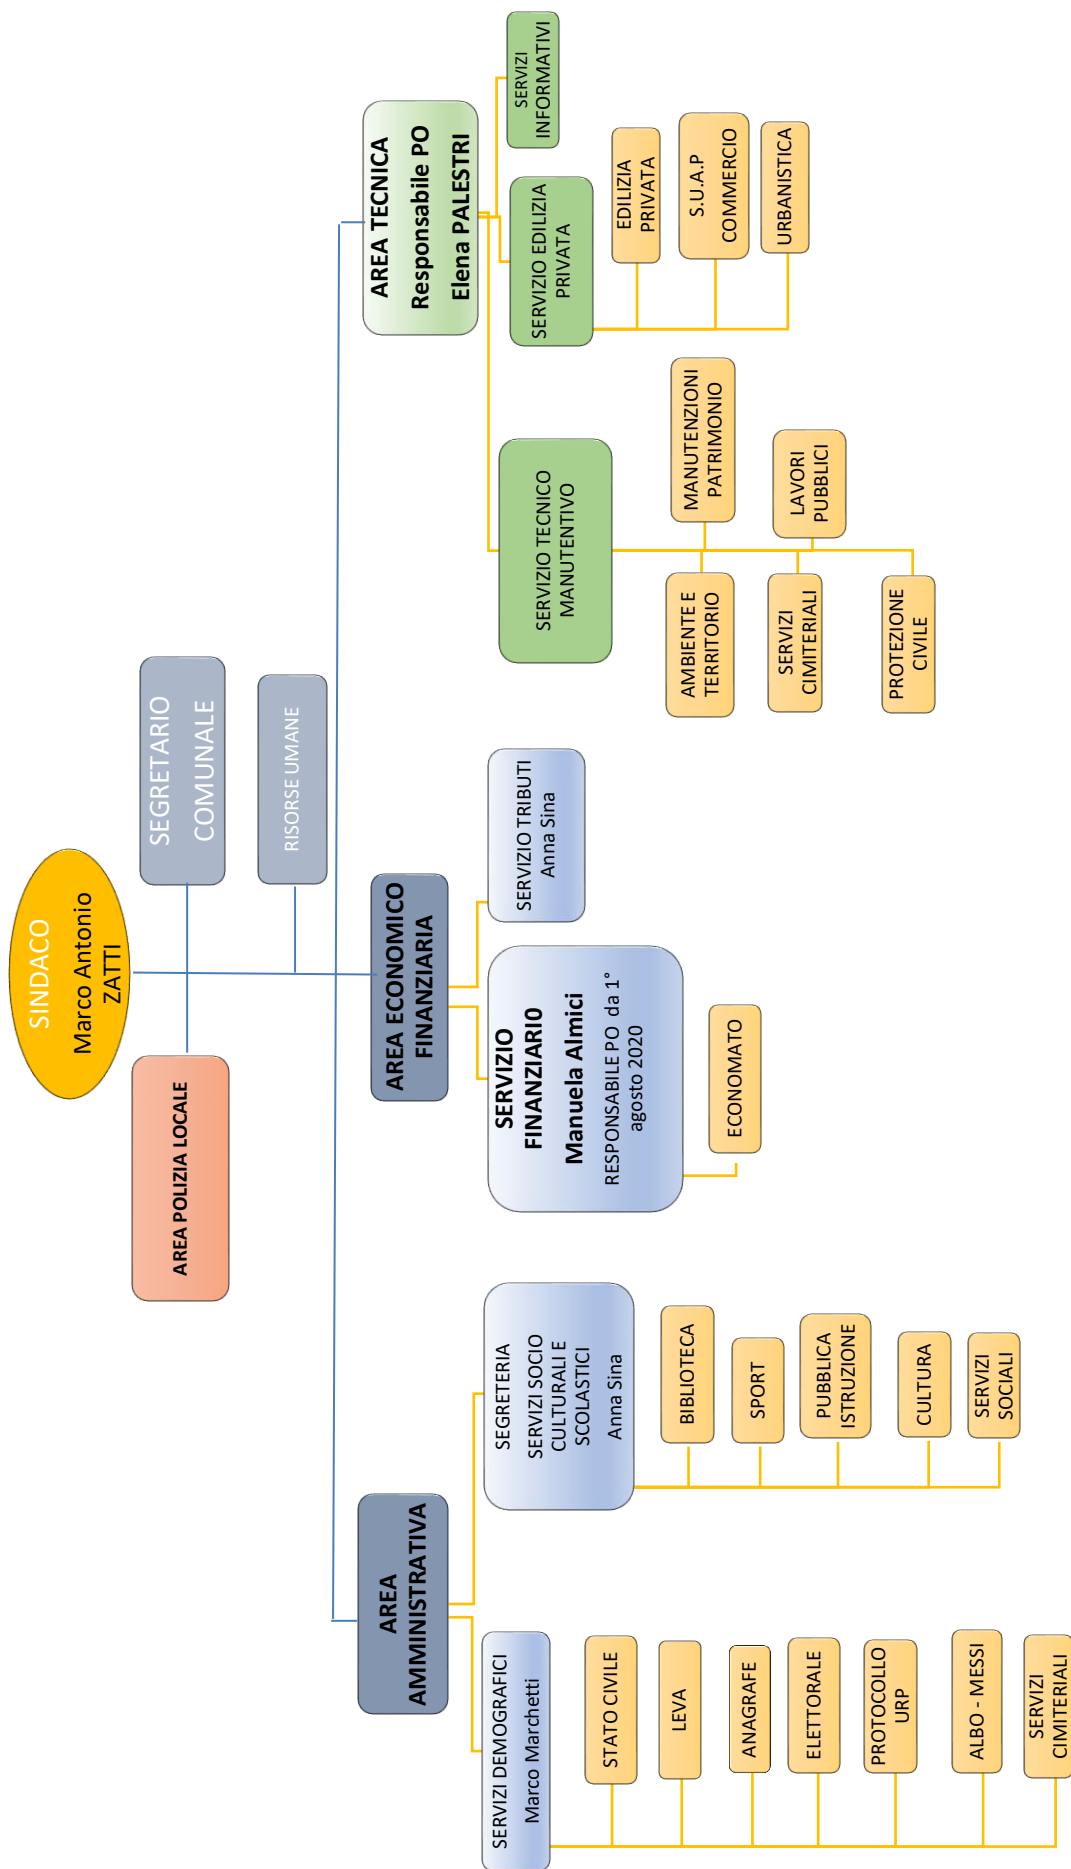 SINDACO
Marco Antonio
ZATTI
AREA POLIZIA LOCALE
SEGRETARIO
COMUNALE
RISORSE UMANE
AREA
AMMINISTRATIVA
AREA ECONOMICO
FINANZIARIA
AREA TECNICA
Responsabile PO
Elena PALESTRI
SERVIZI DEMOGRAFICI
Marco Marchetti
STATO CIVILE
LEVA
ANAGRAFE
ELETTORALE
PROTOCOLLO
URP
ALBO - MESSI
SERVIZI
CIMITERIALI
SEGRETERIA
SERVIZI SOCIO
CULTURALI E
SCOLASTICI
Anna Sina
BIBLIOTECA
SPORT
PUBBLICA
ISTRUZIONE
CULTURA
SERVIZI
SOCIALI
SERVIZIO
FINANZIARI0
Manuela Almici
RESPONSABILE PO da 1°
agosto 2020
ECONOMATO
SERVIZIO TRIBUTI
Anna Sina
SERVIZIO TECNICO
MANUTENTIVO
AMBIENTE E
TERRITORIO
MANUTENZIONI
PATRIMONIO
SERVIZI
CIMITERIALI
LAVORI
PUBBLICI
PROTEZIONE
CIVILE
SERVIZIO EDILIZIA
PRIVATA
EDILIZIA
PRIVATA
S.U.A.P
COMMERCIO
URBANISTICA
SERVIZI
INFORMATIVI